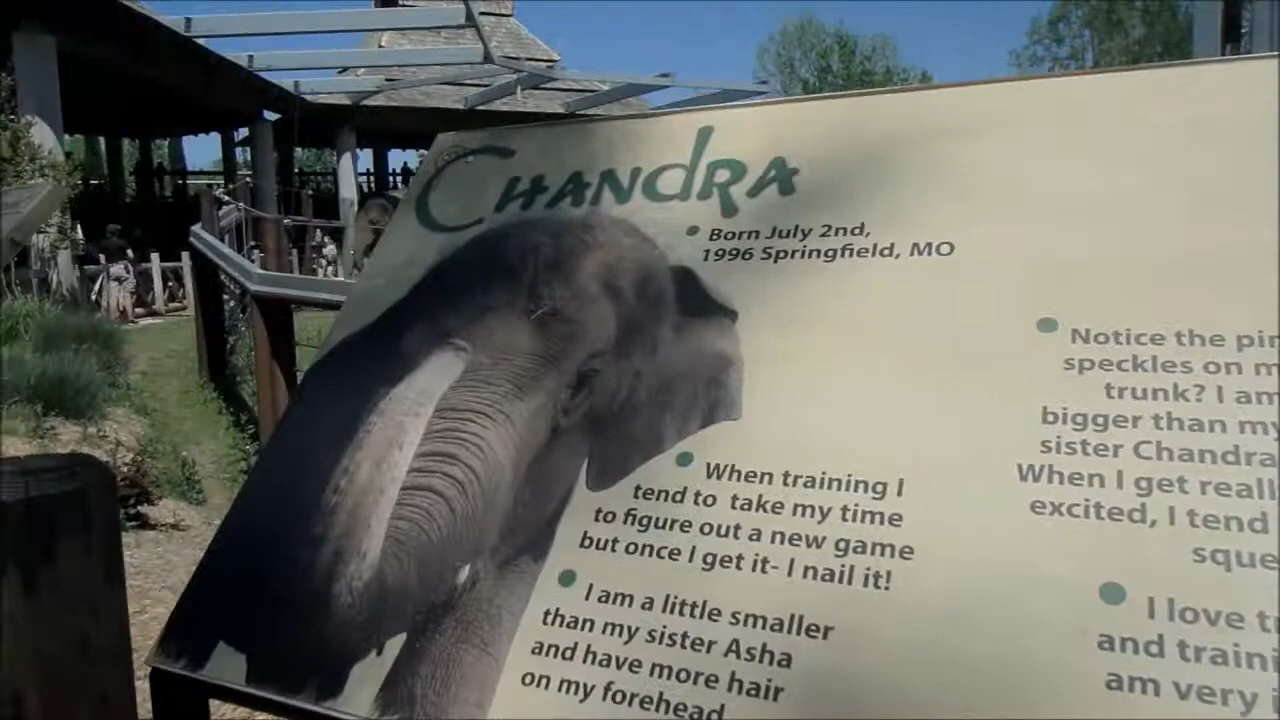 CHANdRA
• Born July 2nd,
1996 Springfield, MO
• When training I
tend to take my time
to figure out a new game
but once I get it- I nail it!
• I am a little smaller
than my sister Asha
and have more hair
on my forehead
• Notice the
speckles on
trunk? I am
bigger than
sister Chandra
When I get
excited, I tend
• I love
and
am very